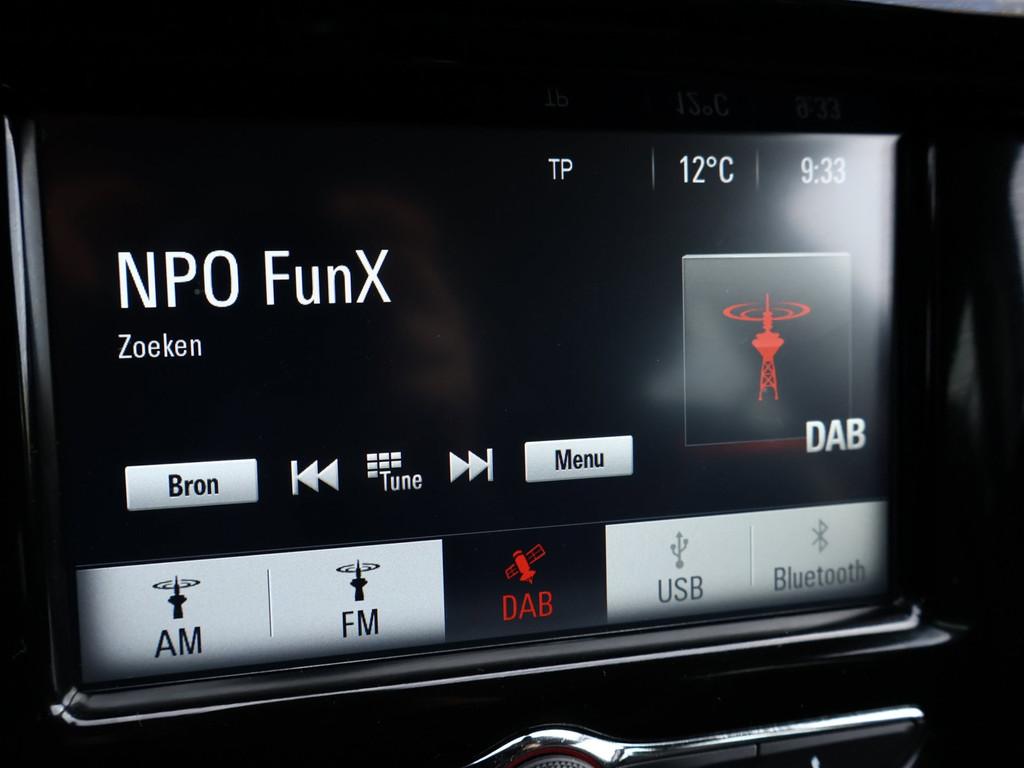 TP 12°C 9:33
NPO FunX
Zoeken
DAB
Bron Tune Menu
AM FM DAB USB Bluetooth